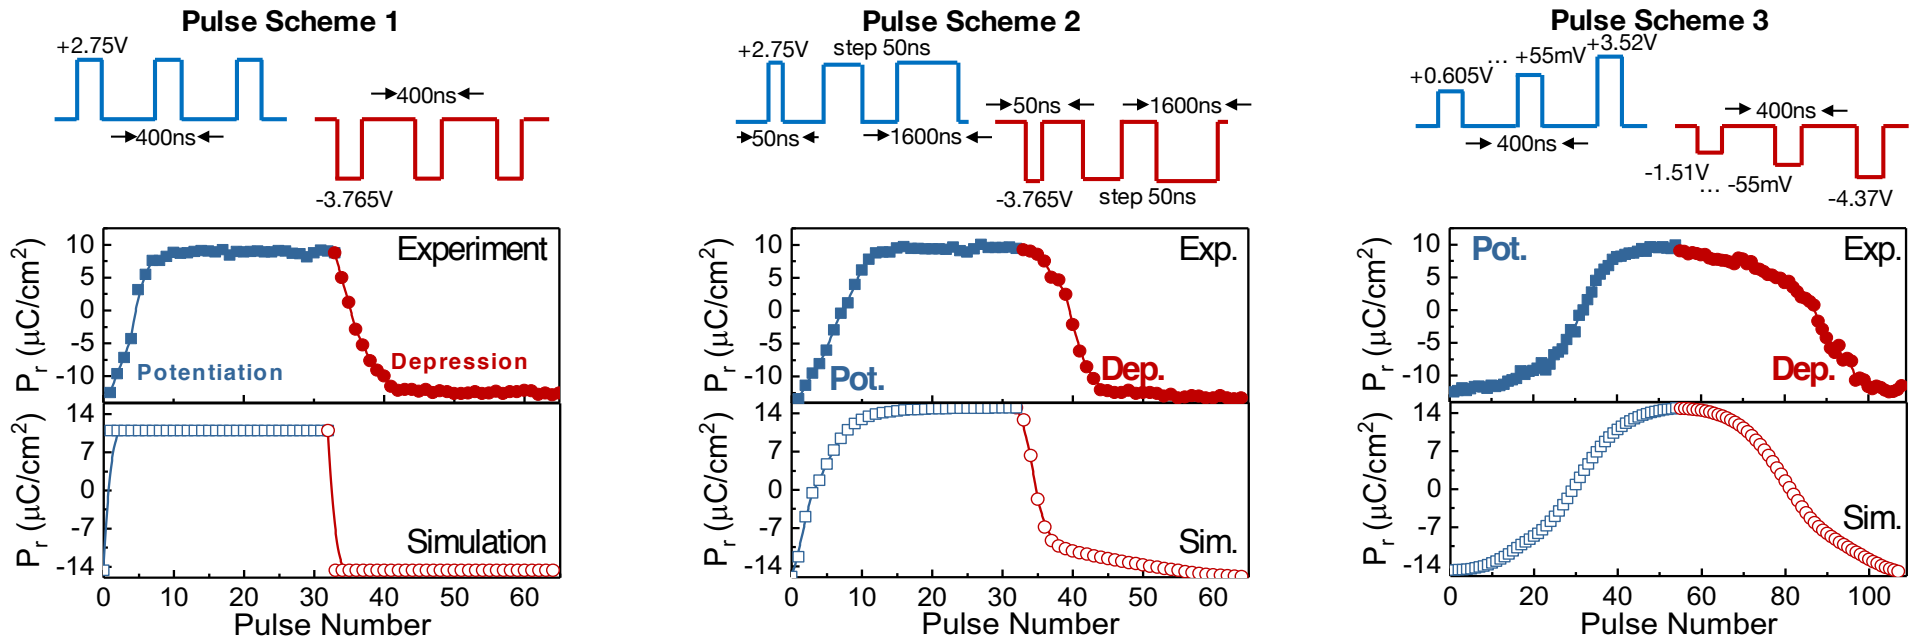 Pulse Scheme 1
+2.75V
400ns
400ns
-3.765V
Pulse Scheme 2
+2.75V
step 50ns
50ns
1600ns
50ns
1600ns
-3.765V
step 50ns
Pulse Scheme 3
+0.605V
... +55mV
+3.52V
400ns
400ns
-1.51V
... -55mV
-4.37V
Experiment
Potentiation
Depression
10
5
0
-5
-10
Pr (μC/cm2)
Simulation
14
7
0
-7
-14
Pr (μC/cm2)
0 10 20 30 40 50 60
Pulse Number
Exp.
Pot.
Dep.
10
5
0
-5
-10
Pr (μC/cm2)
Sim.
14
7
0
-7
-14
Pr (μC/cm2)
0 10 20 30 40 50 60
Pulse Number
Pot.
Exp.
Dep.
10
5
0
-5
-10
Pr (μC/cm2)
Sim.
14
7
0
-7
-14
Pr (μC/cm2)
0 20 40 60 80 100
Pulse Number